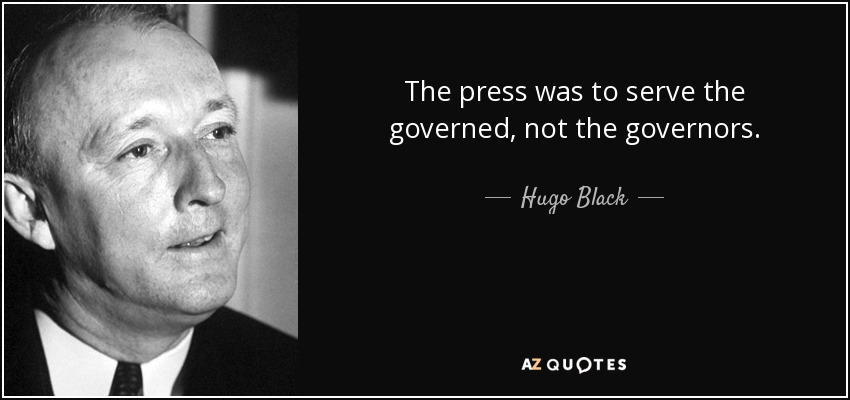 The press was to serve the
governed, not the governors.
Hugo Black
AZ QUOTES